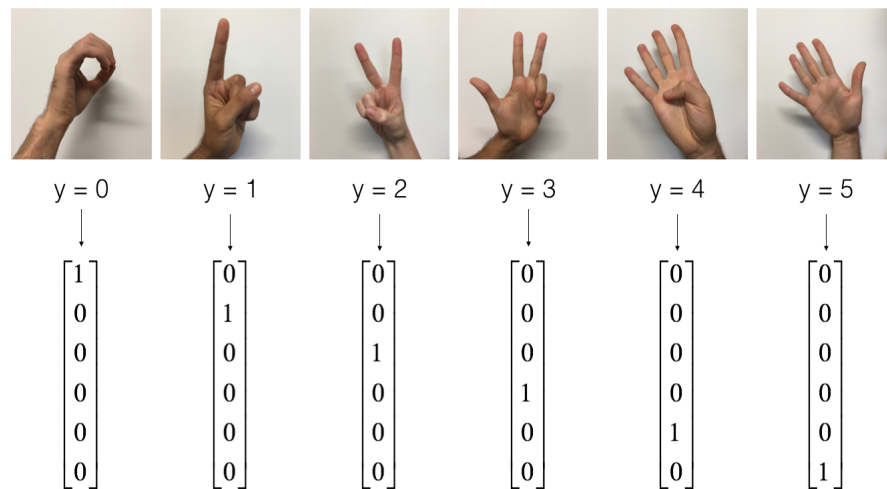 y = 0 y = 1 y = 2 y = 3 y = 4 y = 5
1 0 0 0 0 0
0 1 0 0 0 0
0 0 1 0 0 0
0 0 0 1 0 0
0 0 0 0 1 0
0 0 0 0 0 1